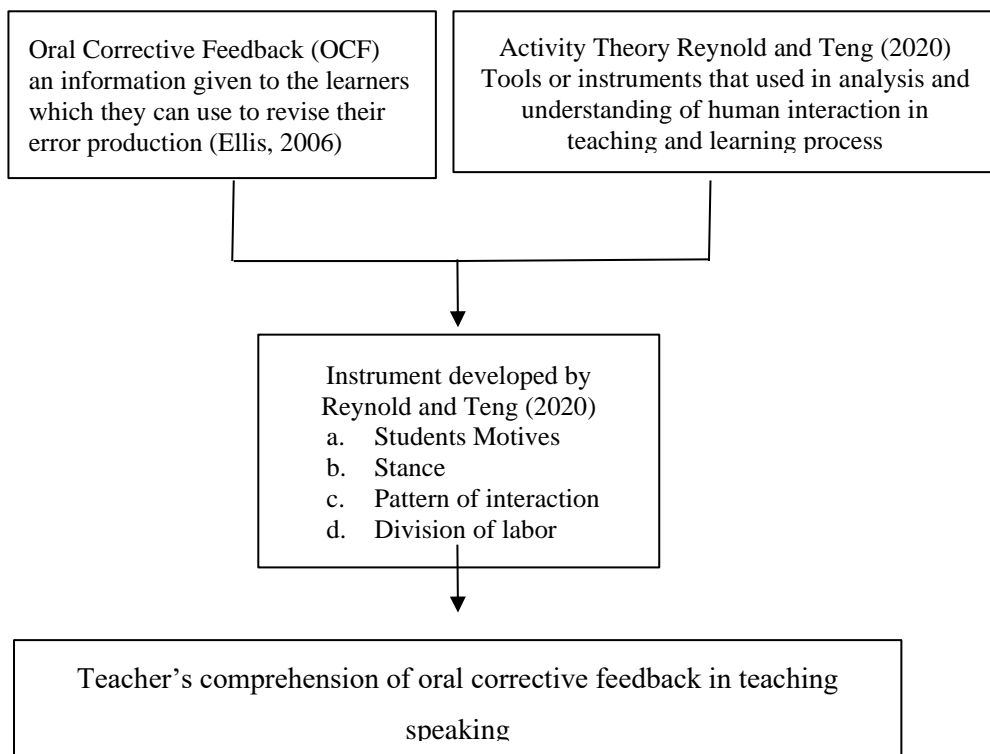 Oral Corrective Feedback (OCF)
an information given to the learners
which they can use to revise their
error production (Ellis, 2006)
Activity Theory Reynold and Teng (2020)
Tools or instruments that used in analysis and
understanding of human interaction in
teaching and learning process
Instrument developed by
Reynold and Teng (2020)
a. Students Motives
b. Stance
c. Pattern of interaction
d. Division of labor
Teacher’s comprehension of oral corrective feedback in teaching
speaking